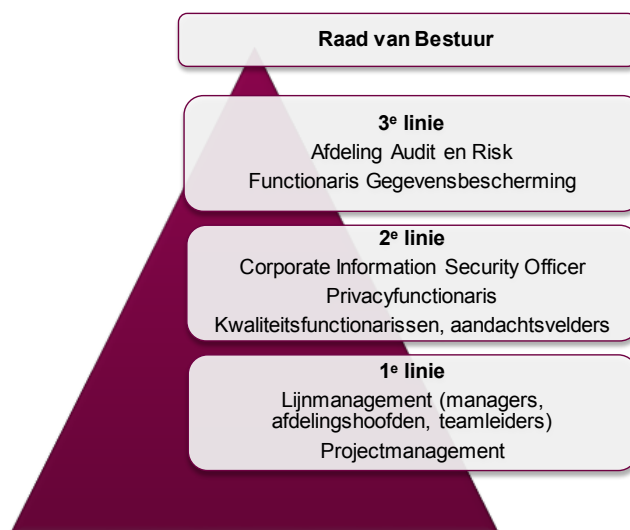 Raad van Bestuur
3e linie
Afdeling Audit en Risk
Functionaris Gegevensbescherming
2e linie
Corporate Information Security Officer
Privacyfunctionaris
Kwaliteitsfunctionarissen, aandachtsvelders
1e linie
Lijnmanagement (managers,
afdelingshoofden, teamleiders)
Projectmanagement